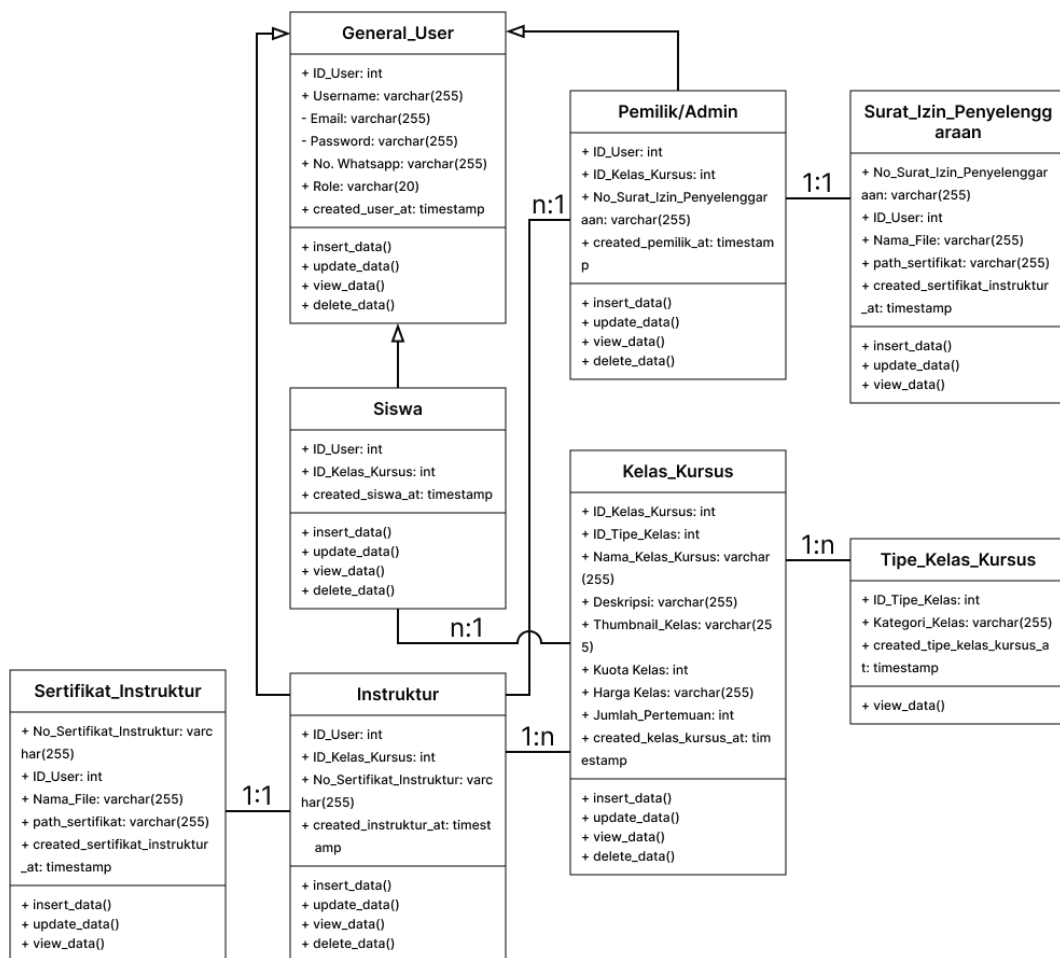 General_User
+ ID_User: int
+ Username: varchar(255)
- Email: varchar(255)
- Password: varchar(255)
+ No. Whatsapp: varchar(255)
+ Role: varchar(20)
+ created_user_at: timestamp
+ insert_data()
+ update_data()
+ view_data()
+ delete_data()
Pemilik/Admin
+ ID_User: int
+ ID_Kelas_Kursus: int
+ No_Surat_Izin_Penyelenggar
aan: varchar(255)
+ created_pemilik_at: timestam
p
+ insert_data()
+ update_data()
+ view_data()
+ delete_data()
1:1
Surat_Izin_Penyelengg
araan
+ No_Surat_Izin_Penyelenggar
aan: varchar(255)
+ ID_User: int
+ Nama_File: varchar(255)
+ path_sertifikat: varchar(255)
+ created_sertifikat_instruktur
_at: timestamp
+ insert_data()
+ update_data()
+ view_data()
n:1
Siswa
+ ID_User: int
+ ID_Kelas_Kursus: int
+ created_siswa_at: timestamp
+ insert_data()
+ update_data()
+ view_data()
+ delete_data()
n:1
Kelas_Kursus
+ ID_Kelas_Kursus: int
+ ID_Tipe_Kelas: int
+ Nama_Kelas_Kursus: varchar
(255)
+ Deskripsi: varchar(255)
+ Thumbnail_Kelas: varchar(25
5)
+ Kuota Kelas: int
+ Harga Kelas: varchar(255)
+ Jumlah_Pertemuan: int
+ created_kelas_kursus_at: tim
estamp
+ insert_data()
+ update_data()
+ view_data()
+ delete_data()
1:n
Tipe_Kelas_Kursus
+ ID_Tipe_Kelas: int
+ Kategori_Kelas: varchar(255)
+ created_tipe_kelas_kursus_a
t: timestamp
+ view_data()
Sertifikat_Instruktur
+ No_Sertifikat_Instruktur: varc
har(255)
+ ID_User: int
+ Nama_File: varchar(255)
+ path_sertifikat: varchar(255)
+ created_sertifikat_instruktur
_at: timestamp
+ insert_data()
+ update_data()
+ view_data()
1:1
Instruktur
+ ID_User: int
+ ID_Kelas_Kursus: int
+ No_Sertifikat_Instruktur: varc
har(255)
+ created_instruktur_at: timest
amp
+ insert_data()
+ update_data()
+ view_data()
+ delete_data()
1:n